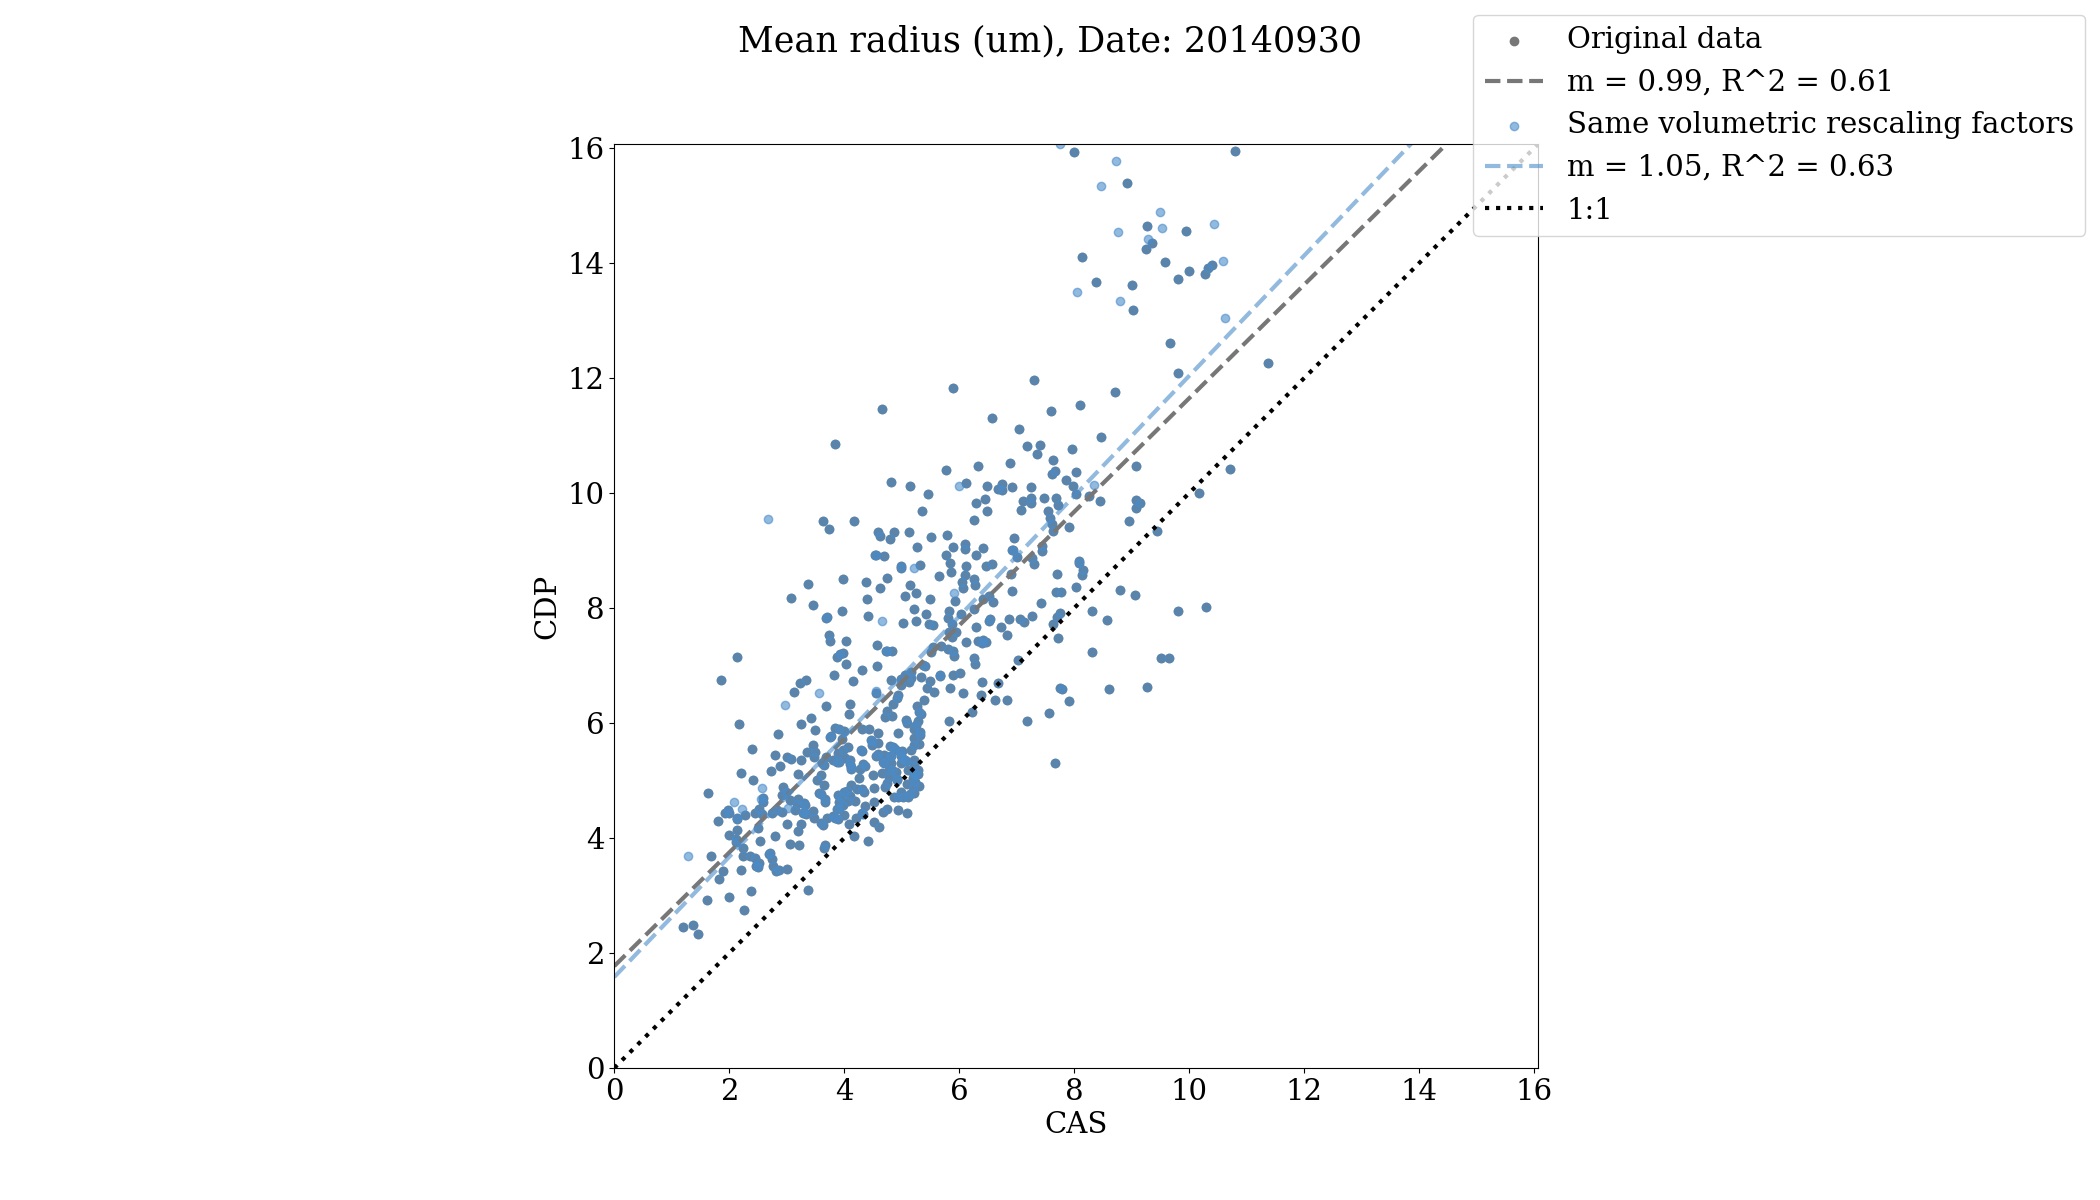 Mean radius (um), Date: 20140930
Original data
m = 0.99, R^2 = 0.61
Same volumetric rescaling factors
m = 1.05, R^2 = 0.63
1:1
CDP
16
14
12
10
8
6
4
2
0
0 2 4 6 8 10 12 14 16
CAS